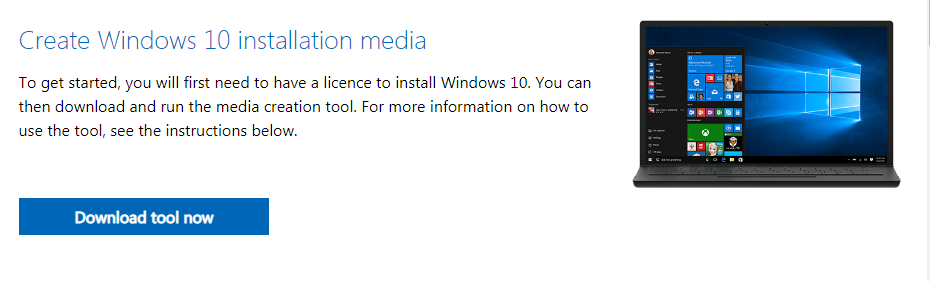 Create Windows 10 installation media
To get started, you will first need to have a licence to install Windows 10. You can
then download and run the media creation tool. For more information on how to
use the tool, see the instructions below.
Download tool now